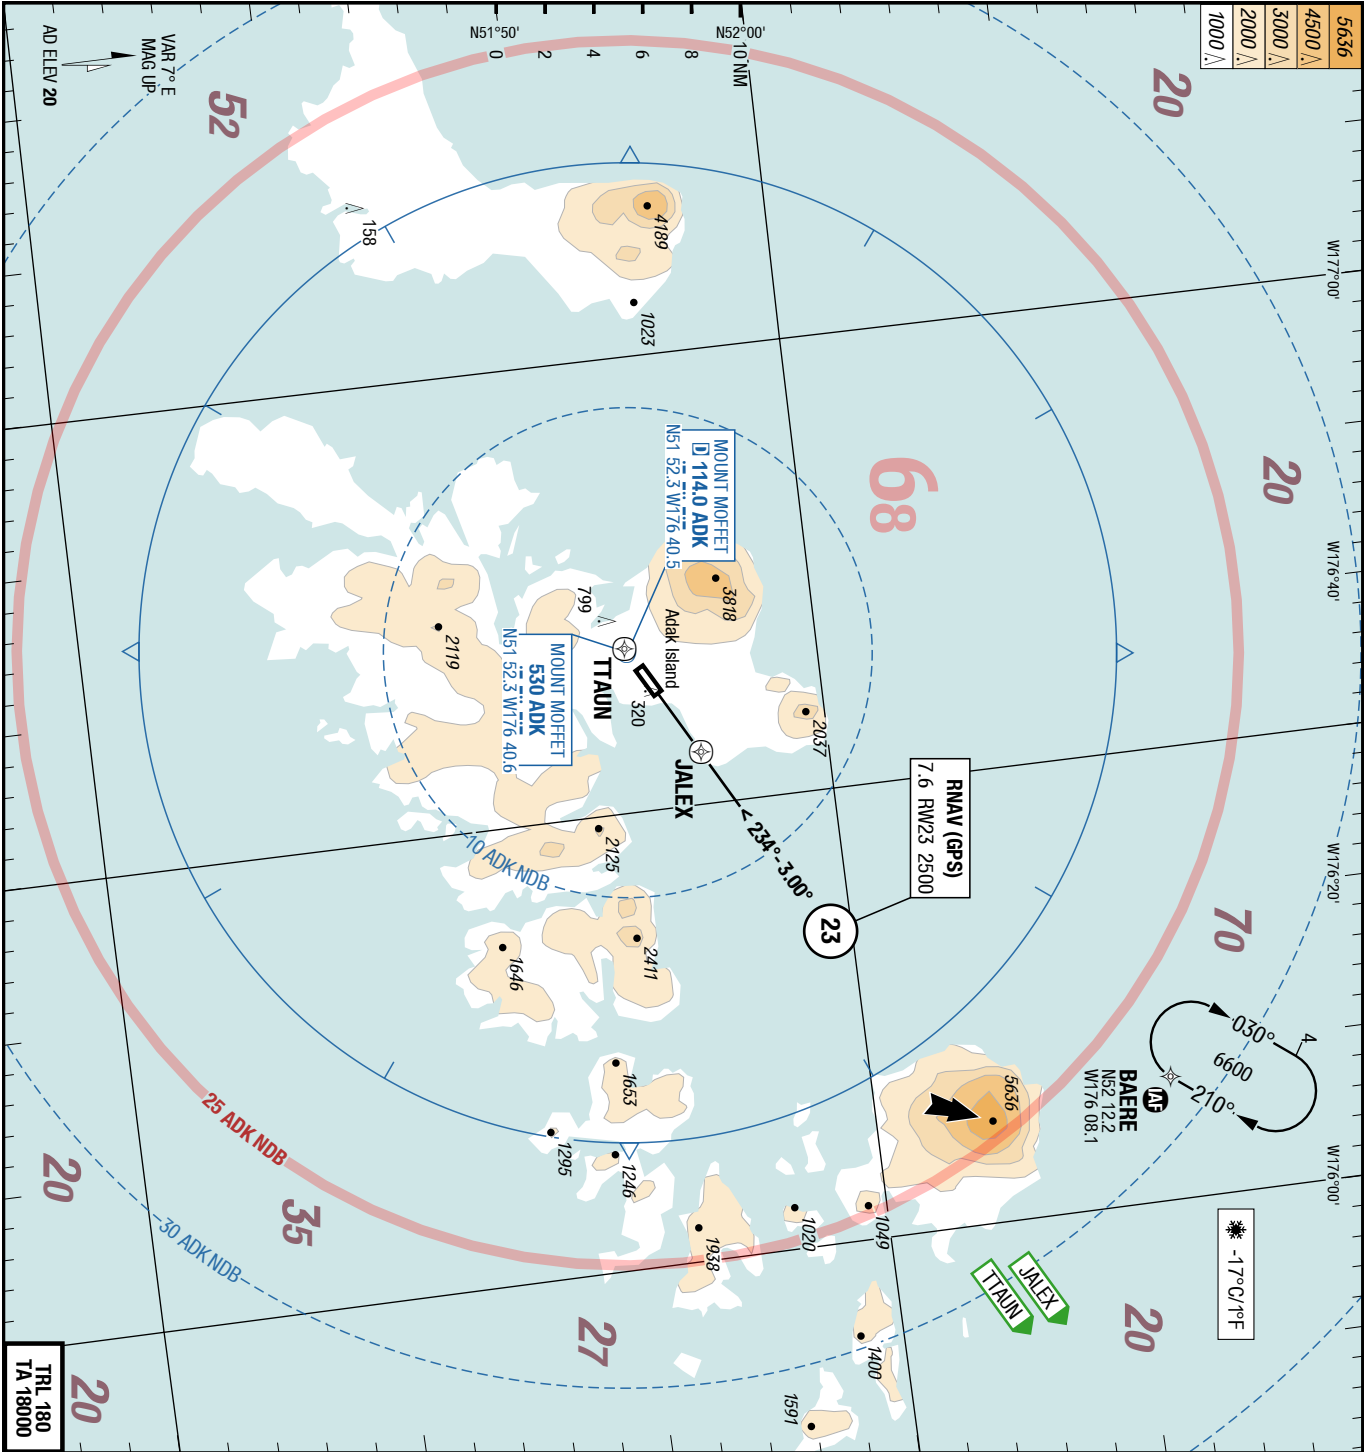 5636
4500
3000
2000
1000
20
N51°50'
N52°00'
0
2
4
6
8
10 NM
VAR 7° E
MAG UP
AD ELEV 20
52
W177°00'
4189
158
1023
20
W176°40'
68
MOUNT MOFFET
D 114.0 ADK
N51 52.3 W176 40.5
3818
799
Adak Island
2119
MOUNT MOFFET
530 ADK
N51 52.3 W176 40.6
TTAUN
320
2037
JALEX
RNAV (GPS)
7.6 RW23 2500
< 234°-3.00°
23
W176°20'
70
2125
10 ADK NDB
2411
1646
030°
4
6600
210°
IAF
BAERE
N52 12.2
W176 08.1
5636
1653
1295
1246
25 ADK NDB
W176°00'
1049
1020
1938
20
35
30 ADK NDB
-17°C/1°F
JALEX
TTAUN
20
27
1400
1591
20
TRL 180
TA 18000